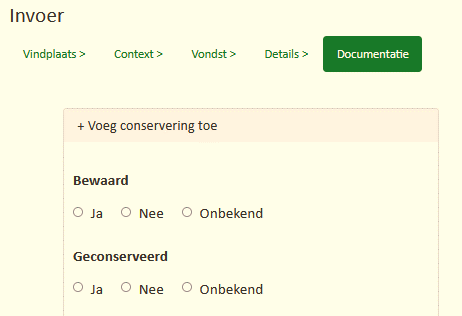 Invoer
Vindplaats > Context > Vondst > Details > Documentatie
+ Voeg conservering toe
Bewaard
Ja Nee Onbekend
Geconserveerd
Ja Nee Onbekend